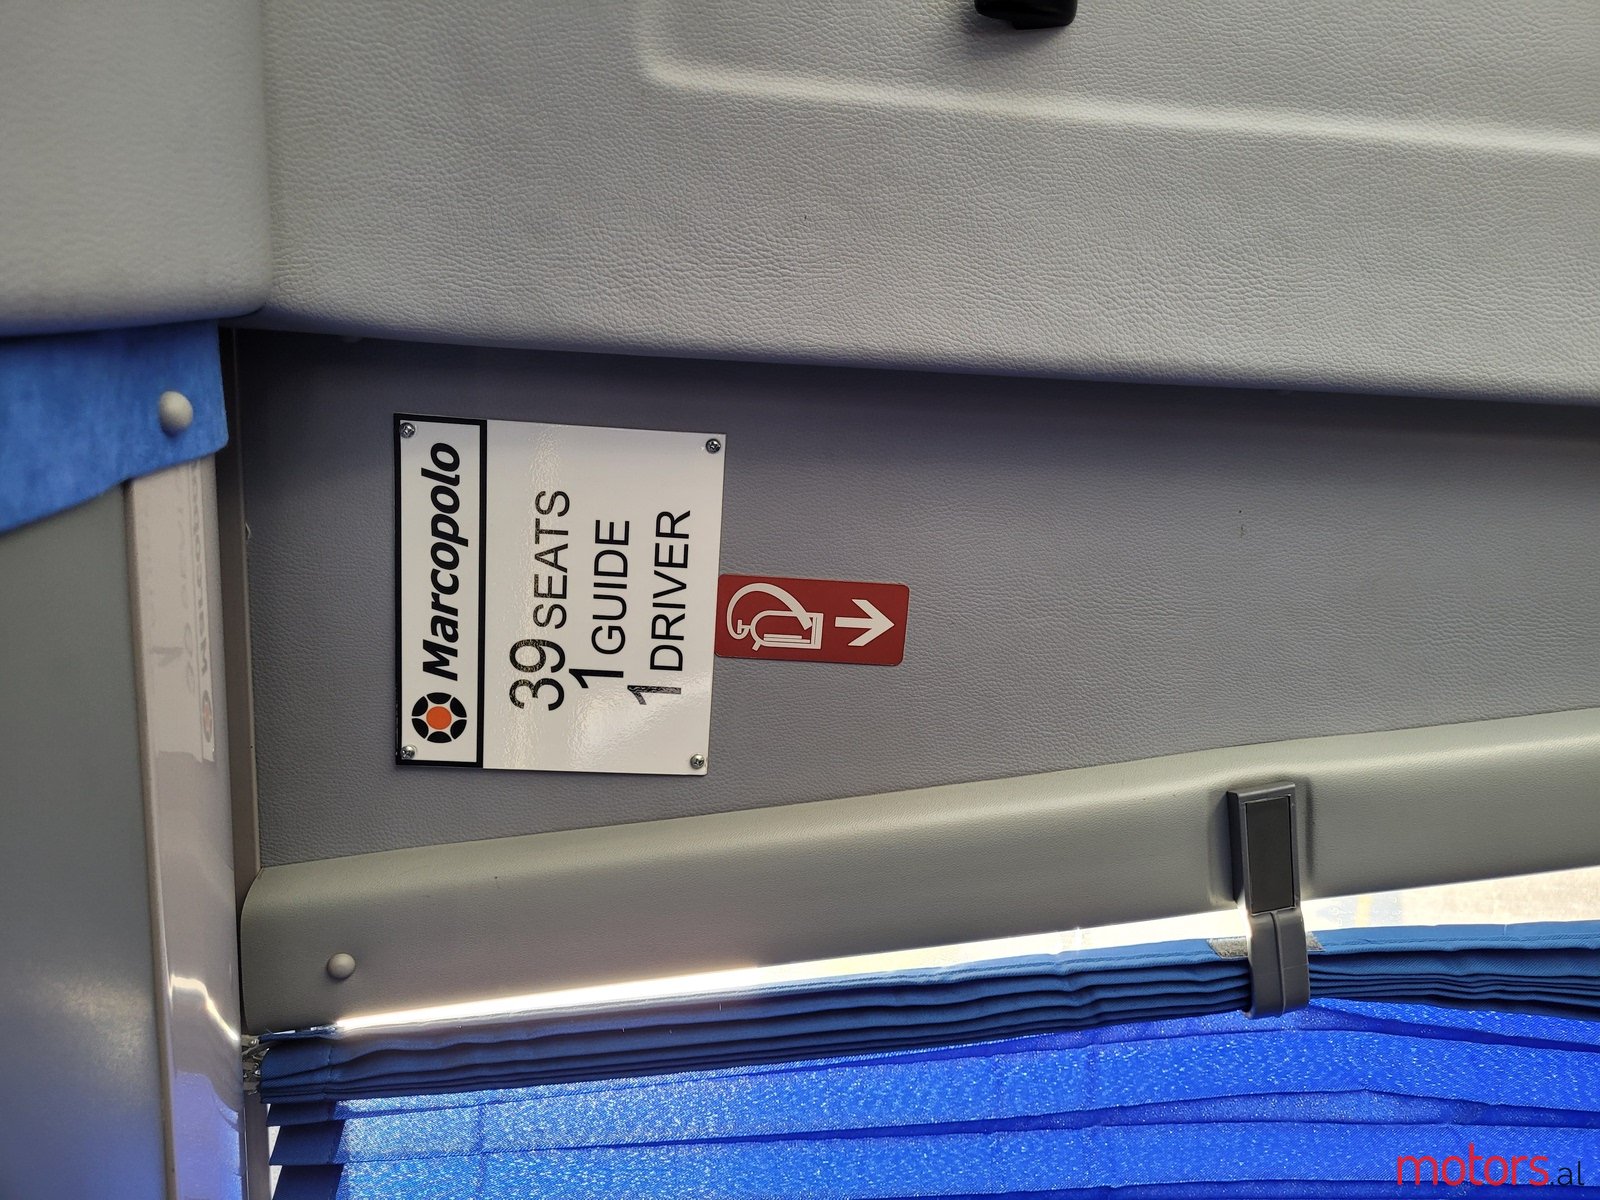 Marcopolo
39 SEATS
1 GUIDE
1 DRIVER
motors.al